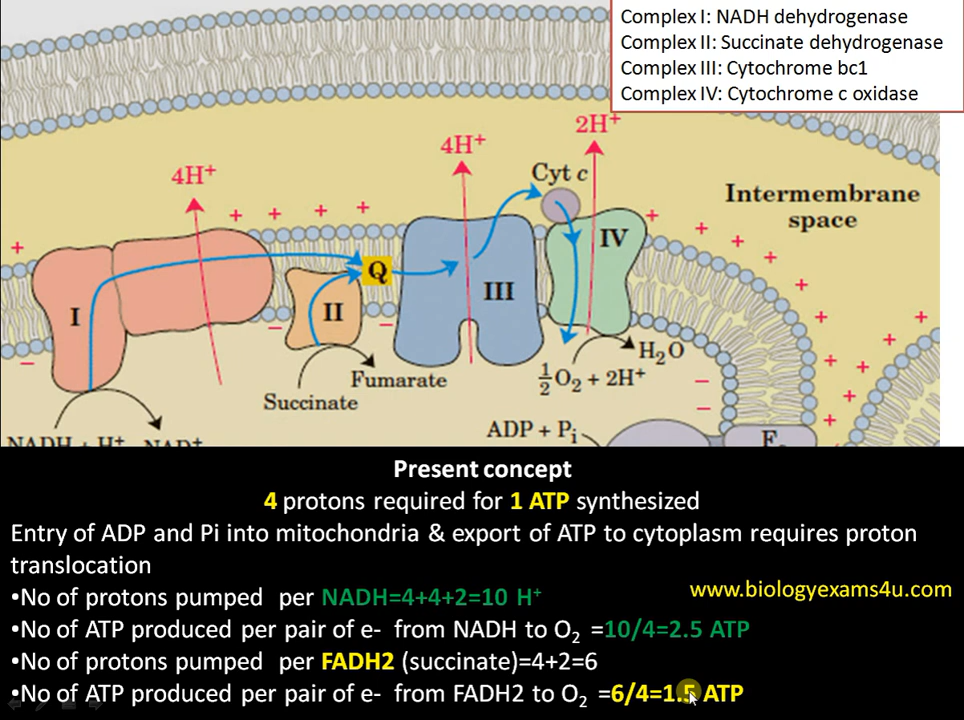 Complex I: NADH dehydrogenase
Complex II: Succinate dehydrogenase
Complex III: Cytochrome bc1
Complex IV: Cytochrome c oxidase
2H⁺
4H⁺
4H⁺
Cyt c
Intermembrane
space
+ + + +
+ + + + + + + + + + +
I
II
Q
III
IV
− − − − −
Fumarate
Succinate
H₂O
½O₂ + 2H⁺
ADP + Pᵢ
NADH + H⁺ NAD⁺
F
Present concept
4 protons required for 1 ATP synthesized
Entry of ADP and Pi into mitochondria & export of ATP to cytoplasm requires proton
translocation
•No of protons pumped per NADH=4+4+2=10 H⁺
www.biologyexams4u.com
•No of ATP produced per pair of e- from NADH to O₂ =10/4=2.5 ATP
•No of protons pumped per FADH2 (succinate)=4+2=6
•No of ATP produced per pair of e- from FADH2 to O₂ =6/4=1.5 ATP